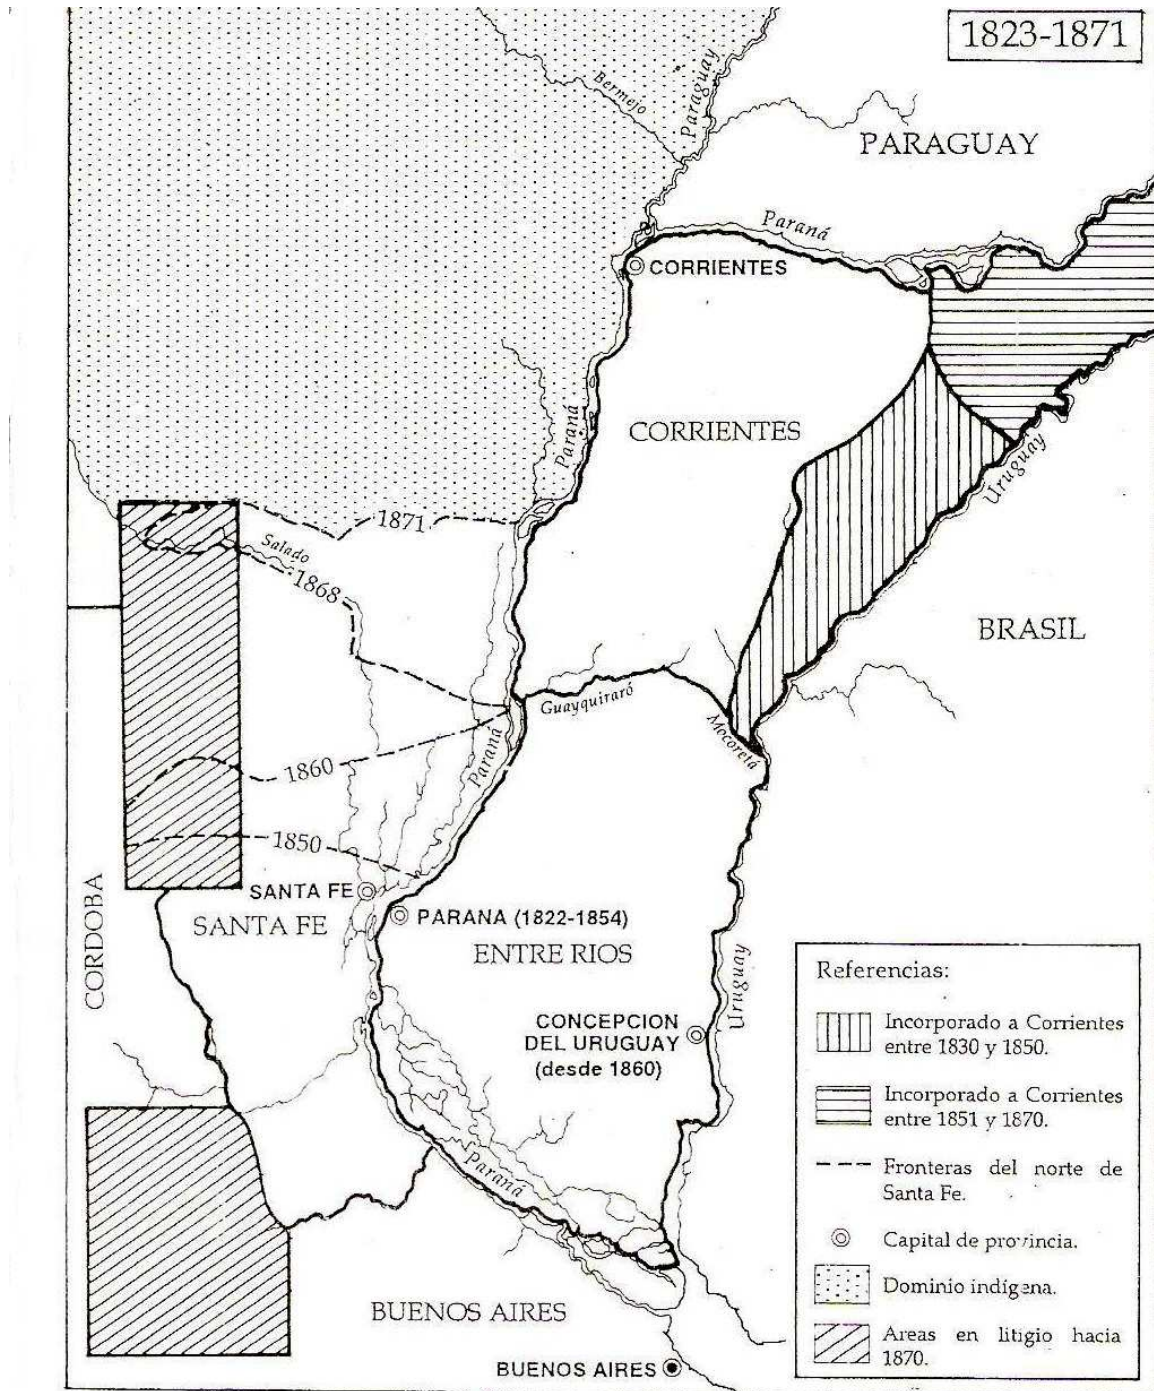 1823-1871
Bermejo
Paraguay
PARAGUAY
Paraná
CORRIENTES
Paraná
CORRIENTES
Uruguay
1871
Salado
1868
BRASIL
Guayquiraró
Mocoretá
Paraná
1860
1850
CORDOBA
SANTA FE
SANTA FE
PARANA (1822-1854)
ENTRE RIOS
Uruguay
CONCEPCION
DEL URUGUAY
(desde 1860)
Paraná
BUENOS AIRES
BUENOS AIRES
Referencias:
Incorporado a Corrientes
entre 1830 y 1850.
Incorporado a Corrientes
entre 1851 y 1870.
Fronteras del norte de
Santa Fe.
Capital de provincia.
Dominio indígena.
Areas en litigio hacia
1870.